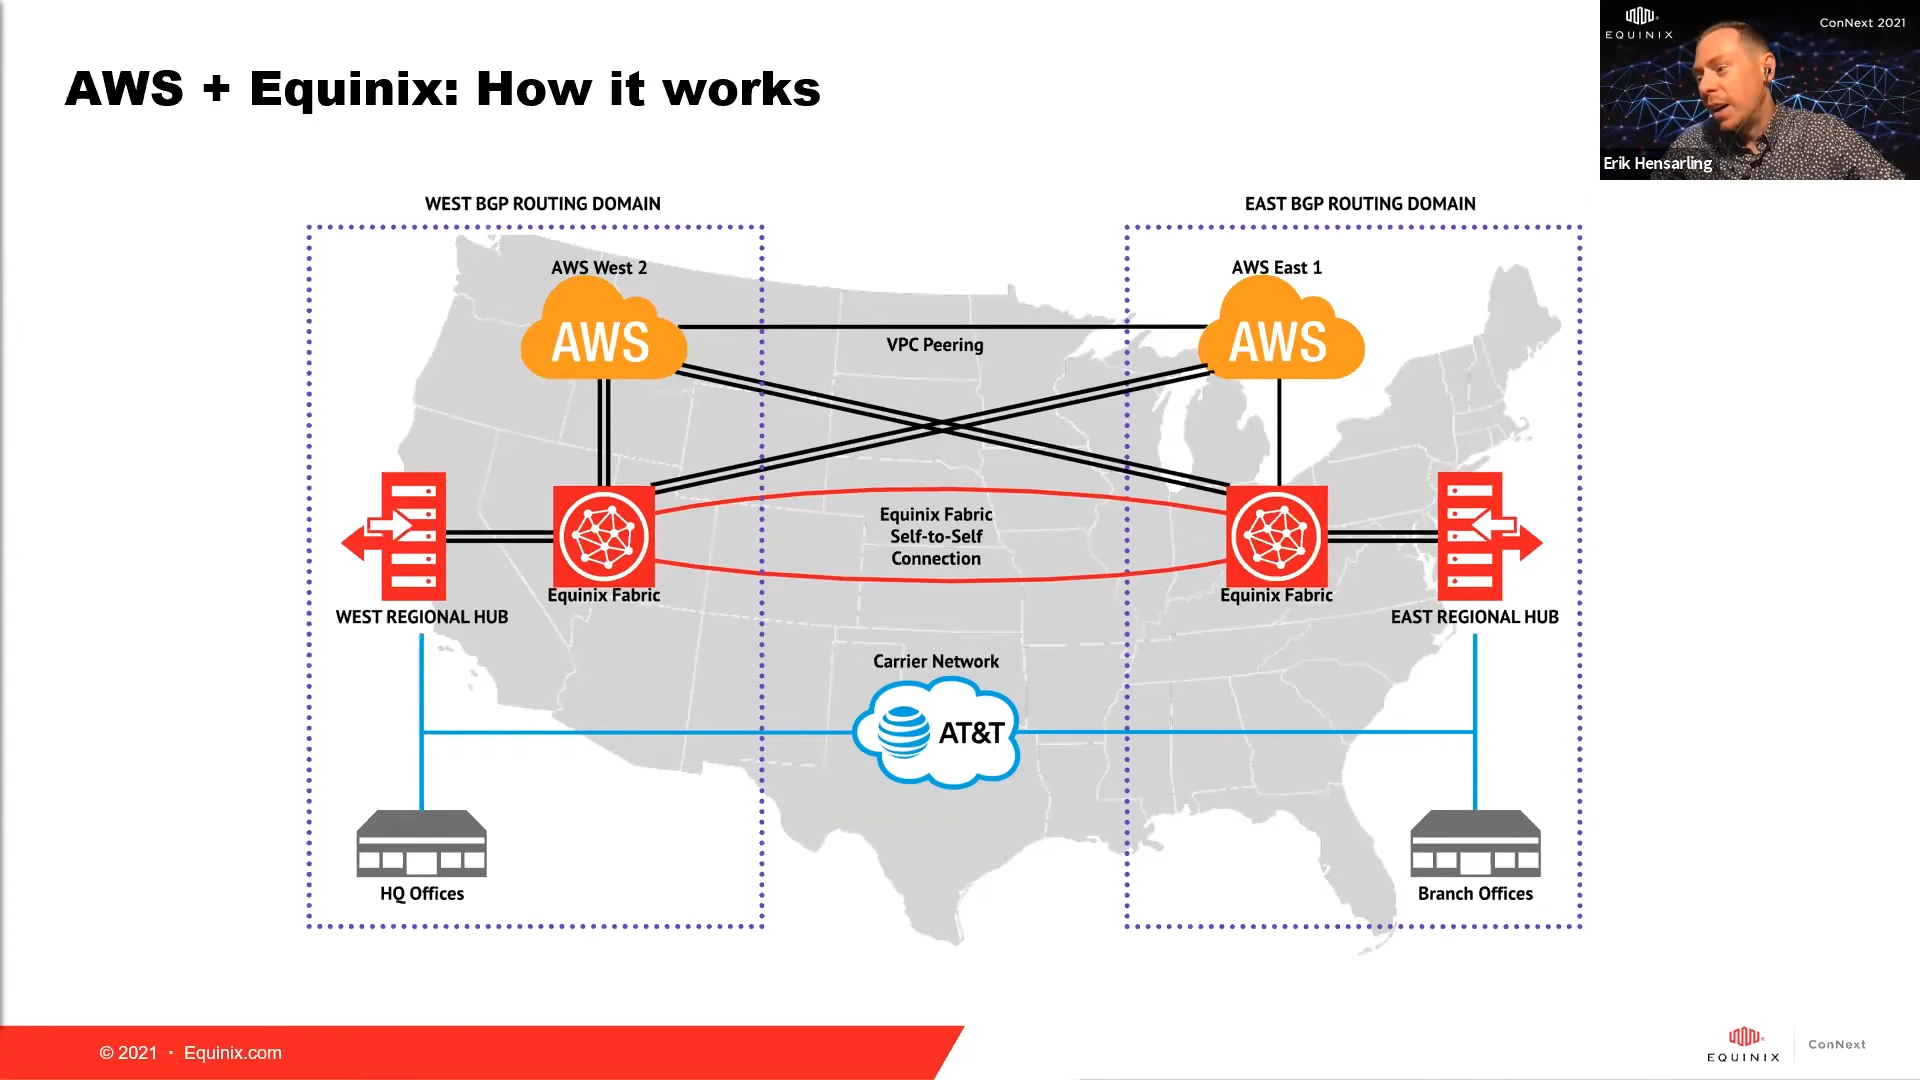 AWS + Equinix: How it works
EQUINIX
ConNext 2021
Erik Hensarling
WEST BGP ROUTING DOMAIN
EAST BGP ROUTING DOMAIN
AWS West 2
AWS East 1
AWS
AWS
VPC Peering
Equinix Fabric
Self-to-Self
Connection
Equinix Fabric
Equinix Fabric
WEST REGIONAL HUB
EAST REGIONAL HUB
Carrier Network
AT&T
HQ Offices
Branch Offices
© 2021 · Equinix.com
EQUINIX
ConNext